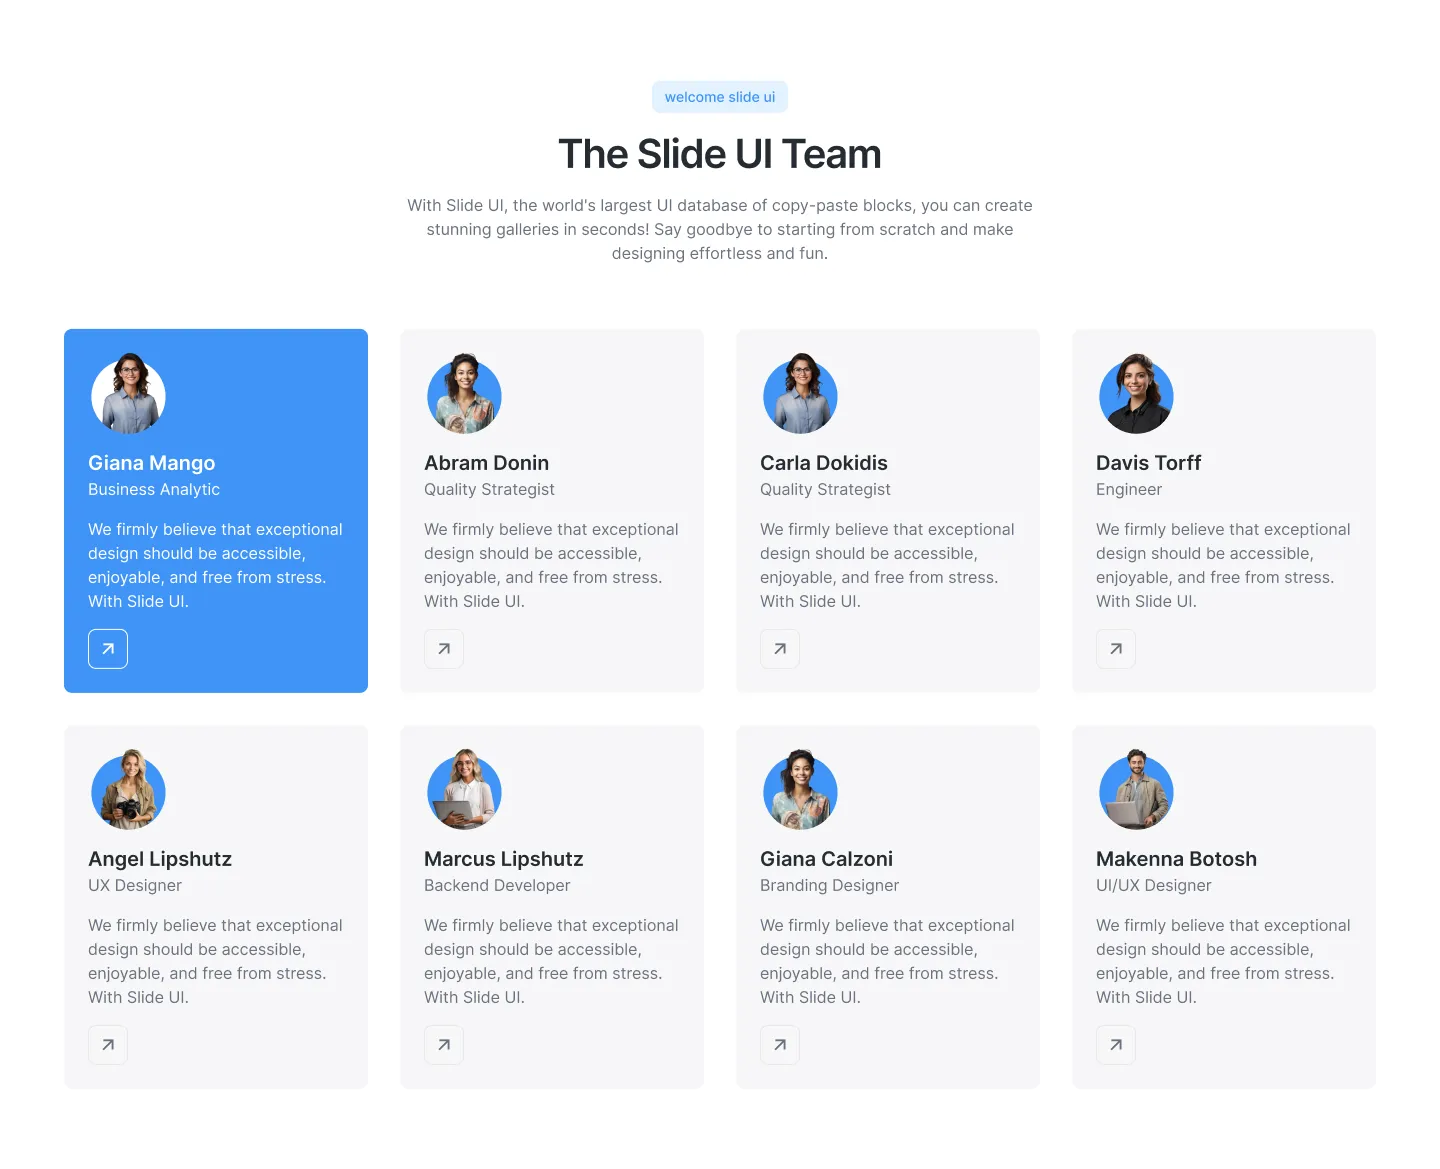 welcome slide ui
The Slide UI Team
With Slide UI, the world's largest UI database of copy-paste blocks, you can create
stunning galleries in seconds! Say goodbye to starting from scratch and make
designing effortless and fun.
Giana Mango
Business Analytic
We firmly believe that exceptional
design should be accessible,
enjoyable, and free from stress.
With Slide UI.
Abram Donin
Quality Strategist
We firmly believe that exceptional
design should be accessible,
enjoyable, and free from stress.
With Slide UI.
Carla Dokidis
Quality Strategist
We firmly believe that exceptional
design should be accessible,
enjoyable, and free from stress.
With Slide UI.
Davis Torff
Engineer
We firmly believe that exceptional
design should be accessible,
enjoyable, and free from stress.
With Slide UI.
Angel Lipshutz
UX Designer
We firmly believe that exceptional
design should be accessible,
enjoyable, and free from stress.
With Slide UI.
Marcus Lipshutz
Backend Developer
We firmly believe that exceptional
design should be accessible,
enjoyable, and free from stress.
With Slide UI.
Giana Calzoni
Branding Designer
We firmly believe that exceptional
design should be accessible,
enjoyable, and free from stress.
With Slide UI.
Makenna Botosh
UI/UX Designer
We firmly believe that exceptional
design should be accessible,
enjoyable, and free from stress.
With Slide UI.